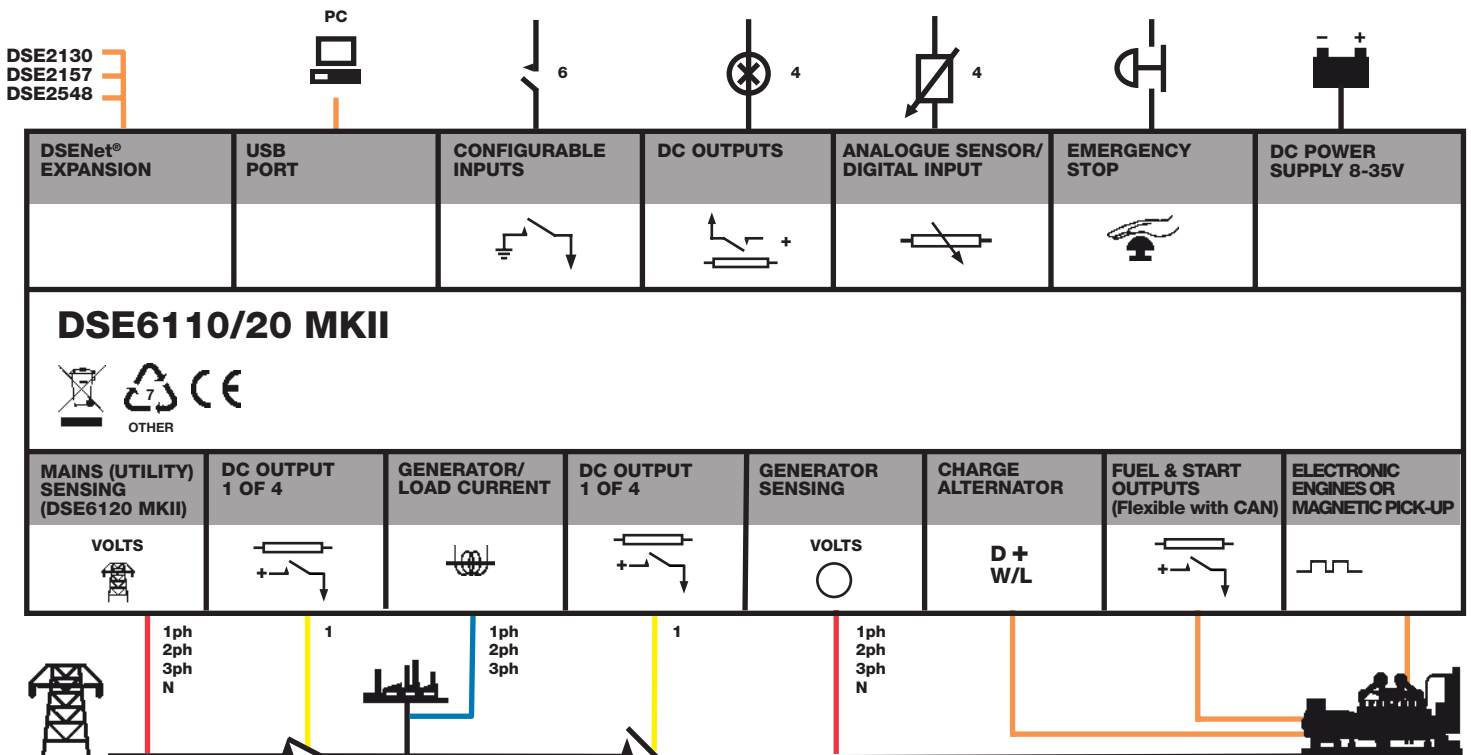 PC
DSE2130
DSE2157
DSE2548
6
4
4
– +
DSENet®
EXPANSION
USB
PORT
CONFIGURABLE
INPUTS
DC OUTPUTS
ANALOGUE SENSOR/
DIGITAL INPUT
EMERGENCY
STOP
DC POWER
SUPPLY 8-35V
+
DSE6110/20 MKII
7
OTHER
CE
MAINS (UTILITY)
SENSING
(DSE6120 MKII)
DC OUTPUT
1 OF 4
GENERATOR/
LOAD CURRENT
DC OUTPUT
1 OF 4
GENERATOR
SENSING
CHARGE
ALTERNATOR
FUEL & START
OUTPUTS
(Flexible with CAN)
ELECTRONIC
ENGINES OR
MAGNETIC PICK-UP
VOLTS
+
+
VOLTS
D +
W/L
+
1ph
2ph
3ph
N
1
1ph
2ph
3ph
1
1ph
2ph
3ph
N